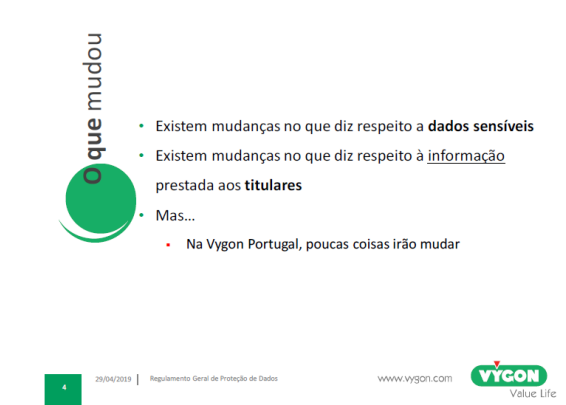 O que mudou
• Existem mudanças no que diz respeito a dados sensíveis
• Existem mudanças no que diz respeito à informação
prestada aos titulares
• Mas...
• Na Vygon Portugal, poucas coisas irão mudar
4
29/04/2019 | Regulamento Geral de Proteção de Dados
www.vygon.com
VYGON
Value Life